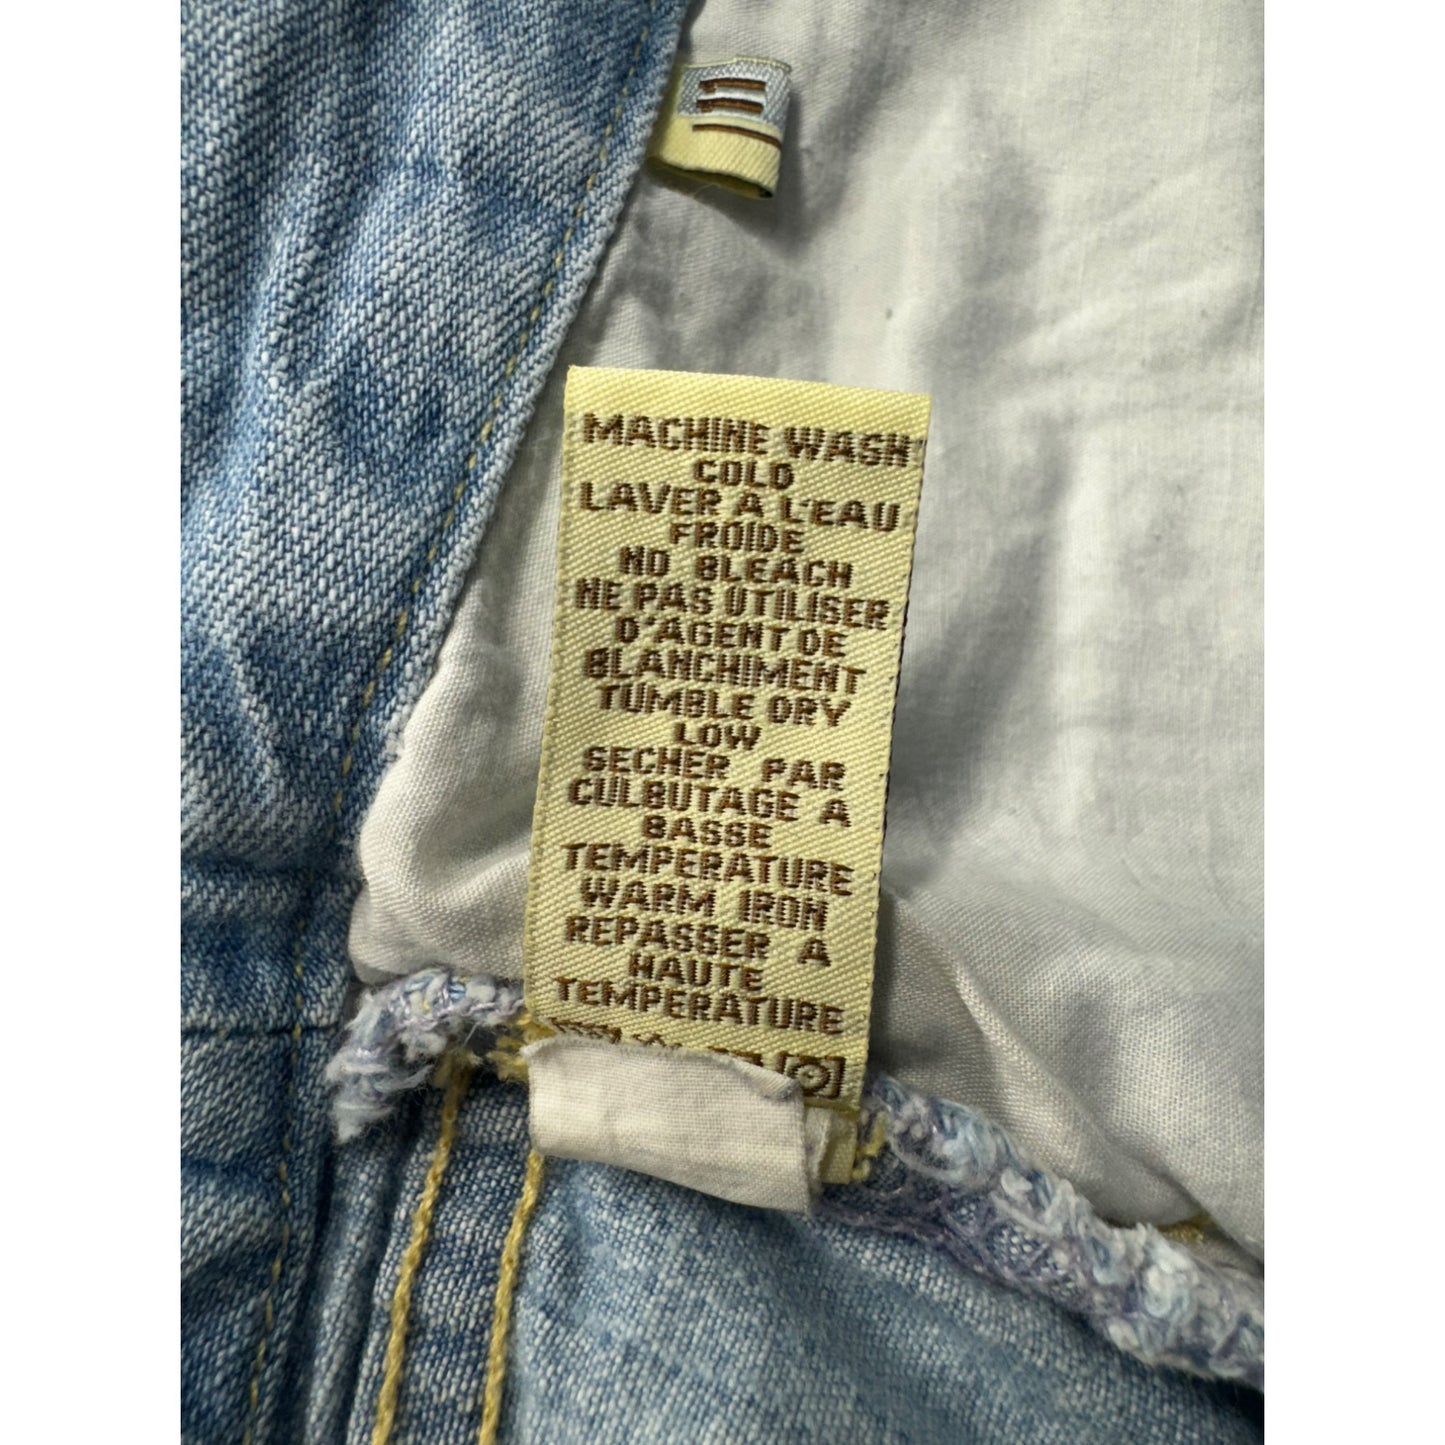 MACHINE WASH
COLD
LAVER A L'EAU
FROIDE
NO BLEACH
NE PAS UTILISER
D'AGENT DE
BLANCHIMENT
TUMBLE DRY
LOW
SECHER PAR
CULBUTAGE A
BASSE
TEMPERATURE
WARM IRON
REPASSER A
HAUTE
TEMPERATURE